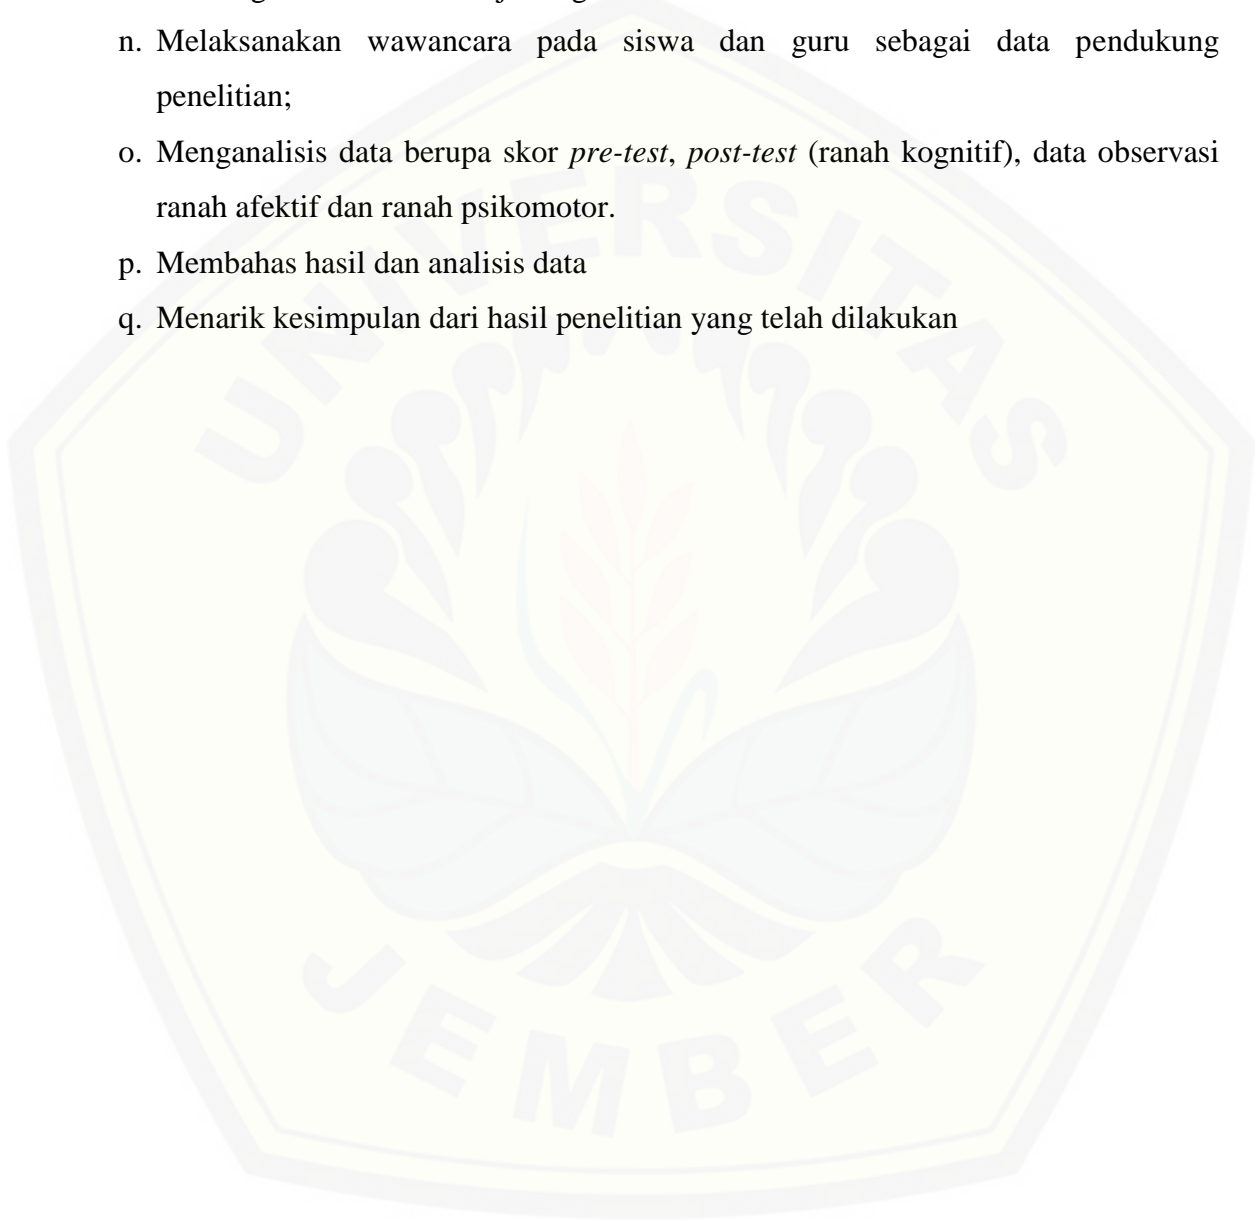 n. Melaksanakan wawancara pada siswa dan guru sebagai data pendukung
penelitian;
o. Menganalisis data berupa skor pre-test, post-test (ranah kognitif), data observasi
ranah afektif dan ranah psikomotor.
p. Membahas hasil dan analisis data
q. Menarik kesimpulan dari hasil penelitian yang telah dilakukan
UNIVERSITAS
JEMBER